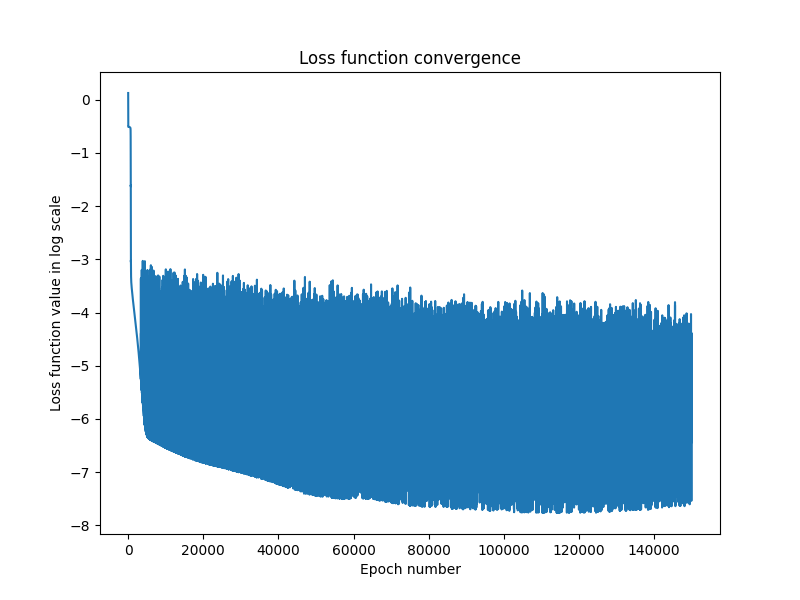 Loss function convergence
Loss function value in log scale
0
−1
−2
−3
−4
−5
−6
−7
−8
0 20000 40000 60000 80000 100000 120000 140000
Epoch number